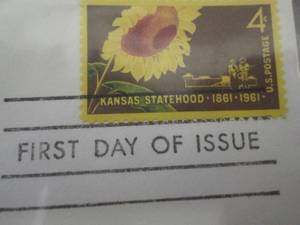 4¢
U.S. POSTAGE
KANSAS STATEHOOD · 1861-1961 ·
FIRST DAY OF ISSUE